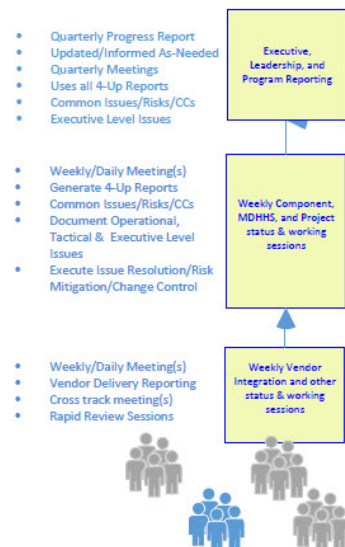 Quarterly Progress Report
Updated/Informed As-Needed
Quarterly Meetings
Uses all 4-Up Reports
Common Issues/Risks/CCs
Executive Level Issues
Executive,
Leadership, and
Program Reporting
Weekly/Daily Meeting(s)
Generate 4-Up Reports
Common Issues/Risks/CCs
Document Operational,
Tactical & Executive Level
Issues
Execute Issue Resolution/Risk
Mitigation/Change Control
Weekly Component,
MDHHS, and Project
status & working
sessions
Weekly/Daily Meeting(s)
Vendor Delivery Reporting
Cross track meeting(s)
Rapid Review Sessions
Weekly Vendor
Integration and other
status & working
sessions